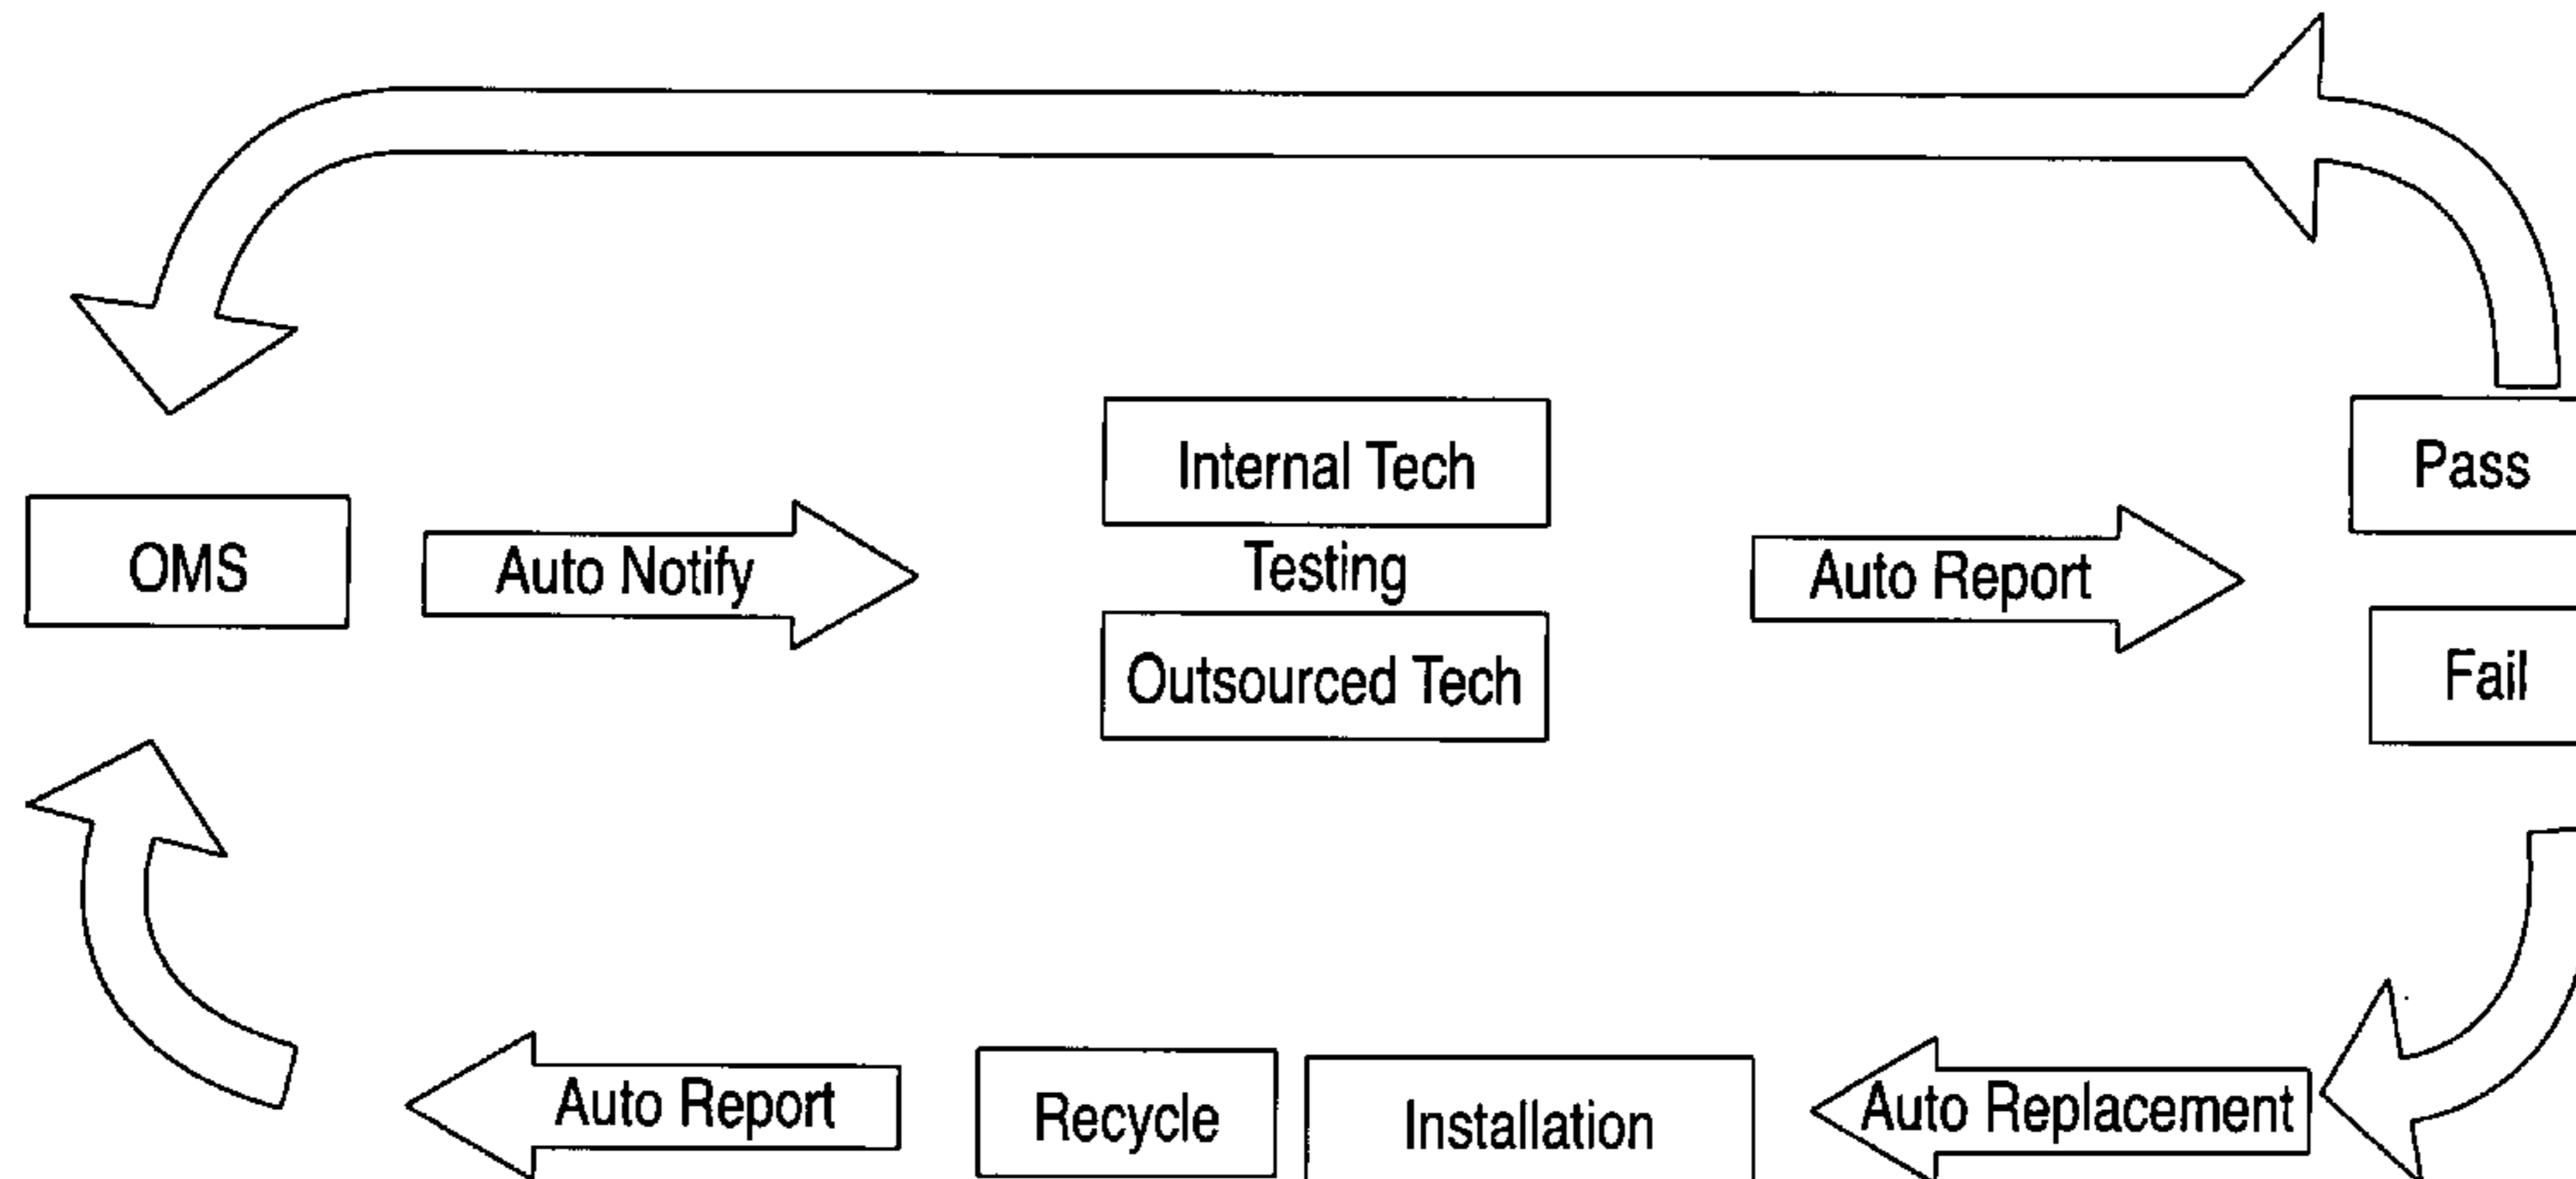 Internal Tech
Pass
OMS
Auto Notify
Testing
Auto Report
Outsourced Tech
Fail
Auto Report
Recycle
Installation
Auto Replacement